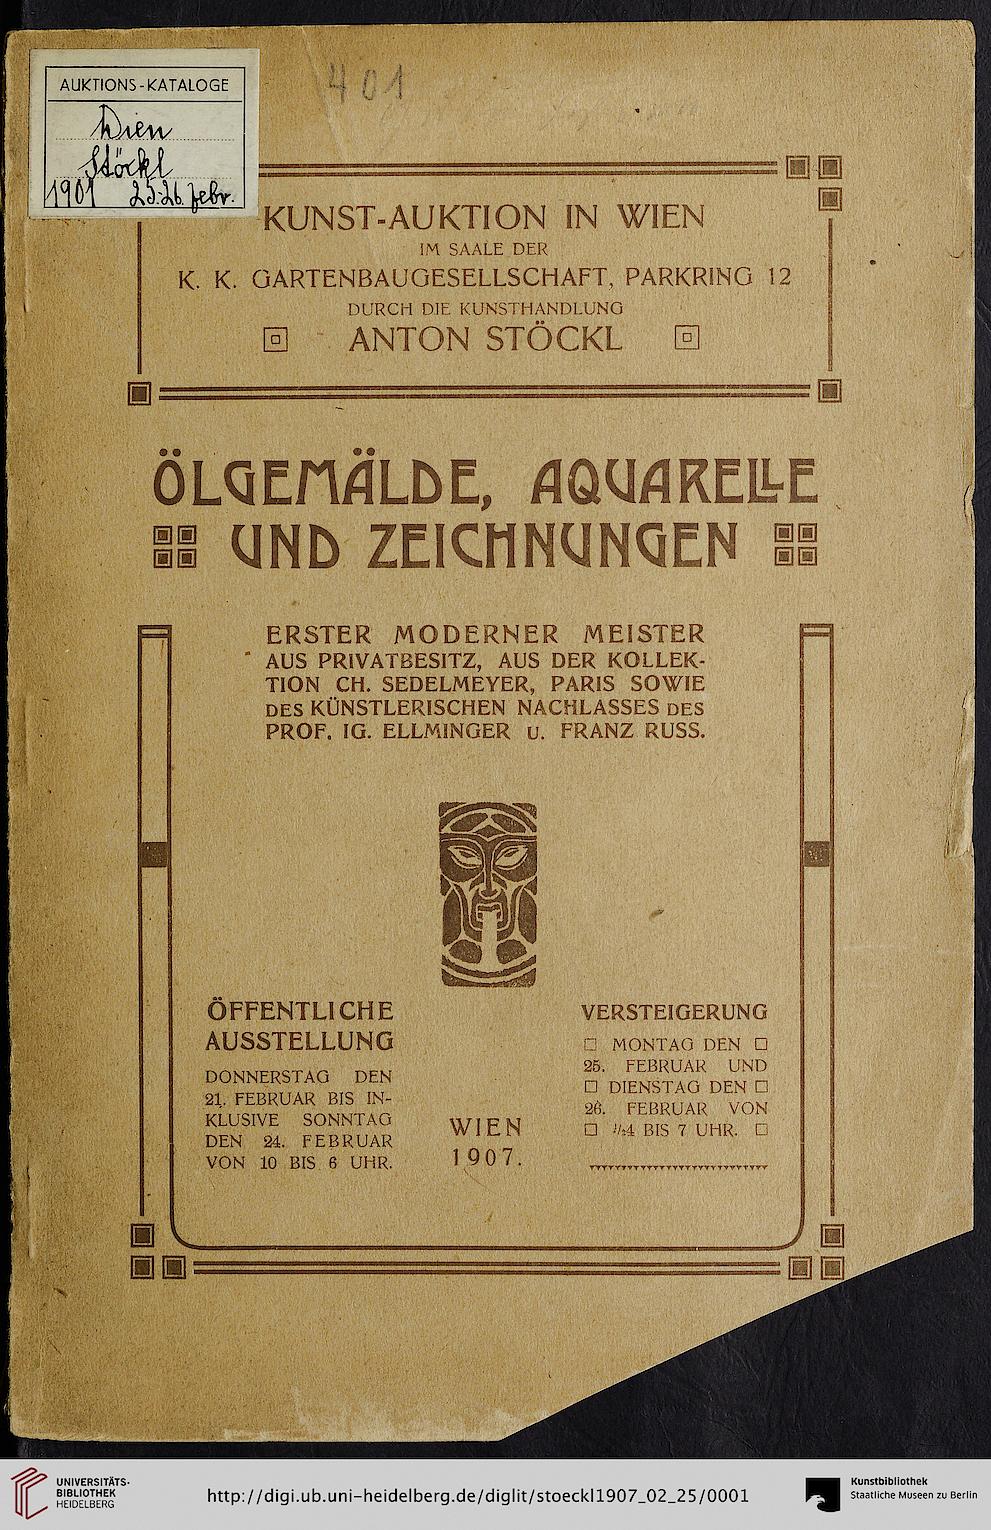 401
AUKTIONS-KATALOGE
Wien
Stöckl
1907 25.26. Febr.
KUNST-AUKTION IN WIEN
IM SAALE DER
K. K. GARTENBAUGESELLSCHAFT, PARKRING 12
DURCH DIE KUNSTHANDLUNG
ANTON STÖCKL
ÖLGEMÄLDE, AQUARELLE
UND ZEICHNUNGEN
ERSTER MODERNER MEISTER
AUS PRIVATBESITZ, AUS DER KOLLEK-
TION CH. SEDELMEYER, PARIS SOWIE
DES KÜNSTLERISCHEN NACHLASSES DES
PROF. IG. ELLMINGER U. FRANZ RUSS.
ÖFFENTLICHE
AUSSTELLUNG
DONNERSTAG DEN
21. FEBRUAR BIS IN-
KLUSIVE SONNTAG
DEN 24. FEBRUAR
VON 10 BIS 6 UHR.
WIEN
1907.
VERSTEIGERUNG
MONTAG DEN
25. FEBRUAR UND
DIENSTAG DEN
26. FEBRUAR VON
BIS 7 UHR.
UNIVERSITÄTS-
BIBLIOTHEK
HEIDELBERG
http://digi.ub.uni-heidelberg.de/diglit/stoeckl1907_02_25/0001
Kunstbibliothek
Staatliche Museen zu Berlin